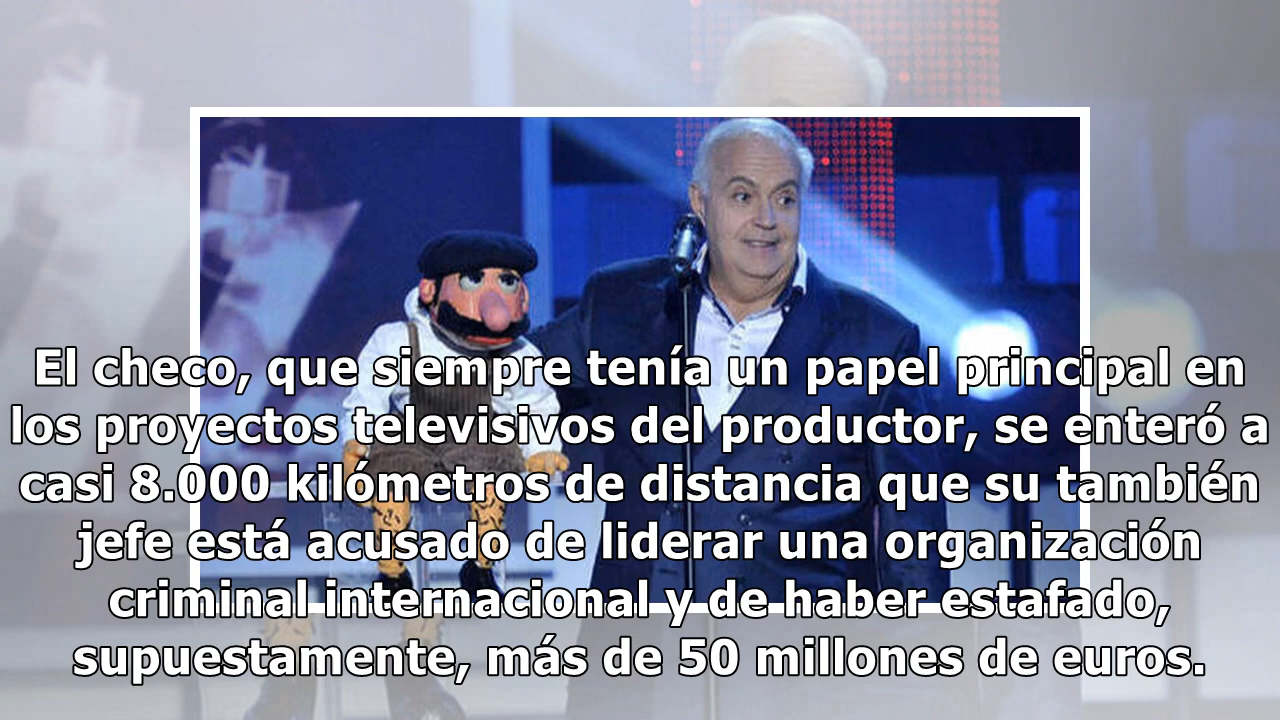 El checo, que siempre tenía un papel principal en
los proyectos televisivos del productor, se enteró a
casi 8.000 kilómetros de distancia que su también
jefe está acusado de liderar una organización
criminal internacional y de haber estafado,
supuestamente, más de 50 millones de euros.